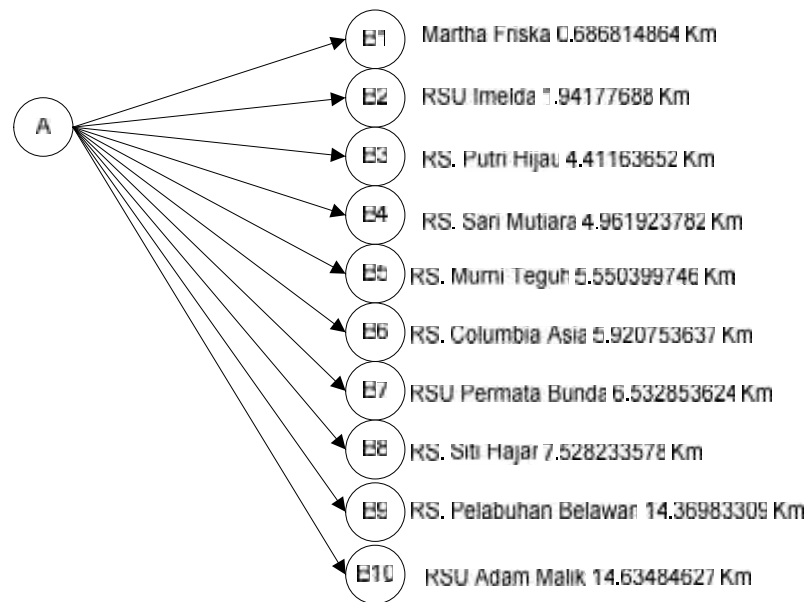 A
B1 Martha Friska 0.686814864 Km
B2 RSU Imelda 1.94177688 Km
B3 RS. Putri Hijau 4.41163652 Km
B4 RS. Sari Mutiara 4.961923782 Km
B5 RS. Murni Teguh 5.550399746 Km
B6 RS. Columbia Asia 5.920753637 Km
B7 RSU Permata Bunda 6.532853624 Km
B8 RS. Siti Hajar 7.528233578 Km
B9 RS. Pelabuhan Belawan 14.36983309 Km
B10 RSU Adam Malik 14.63484627 Km